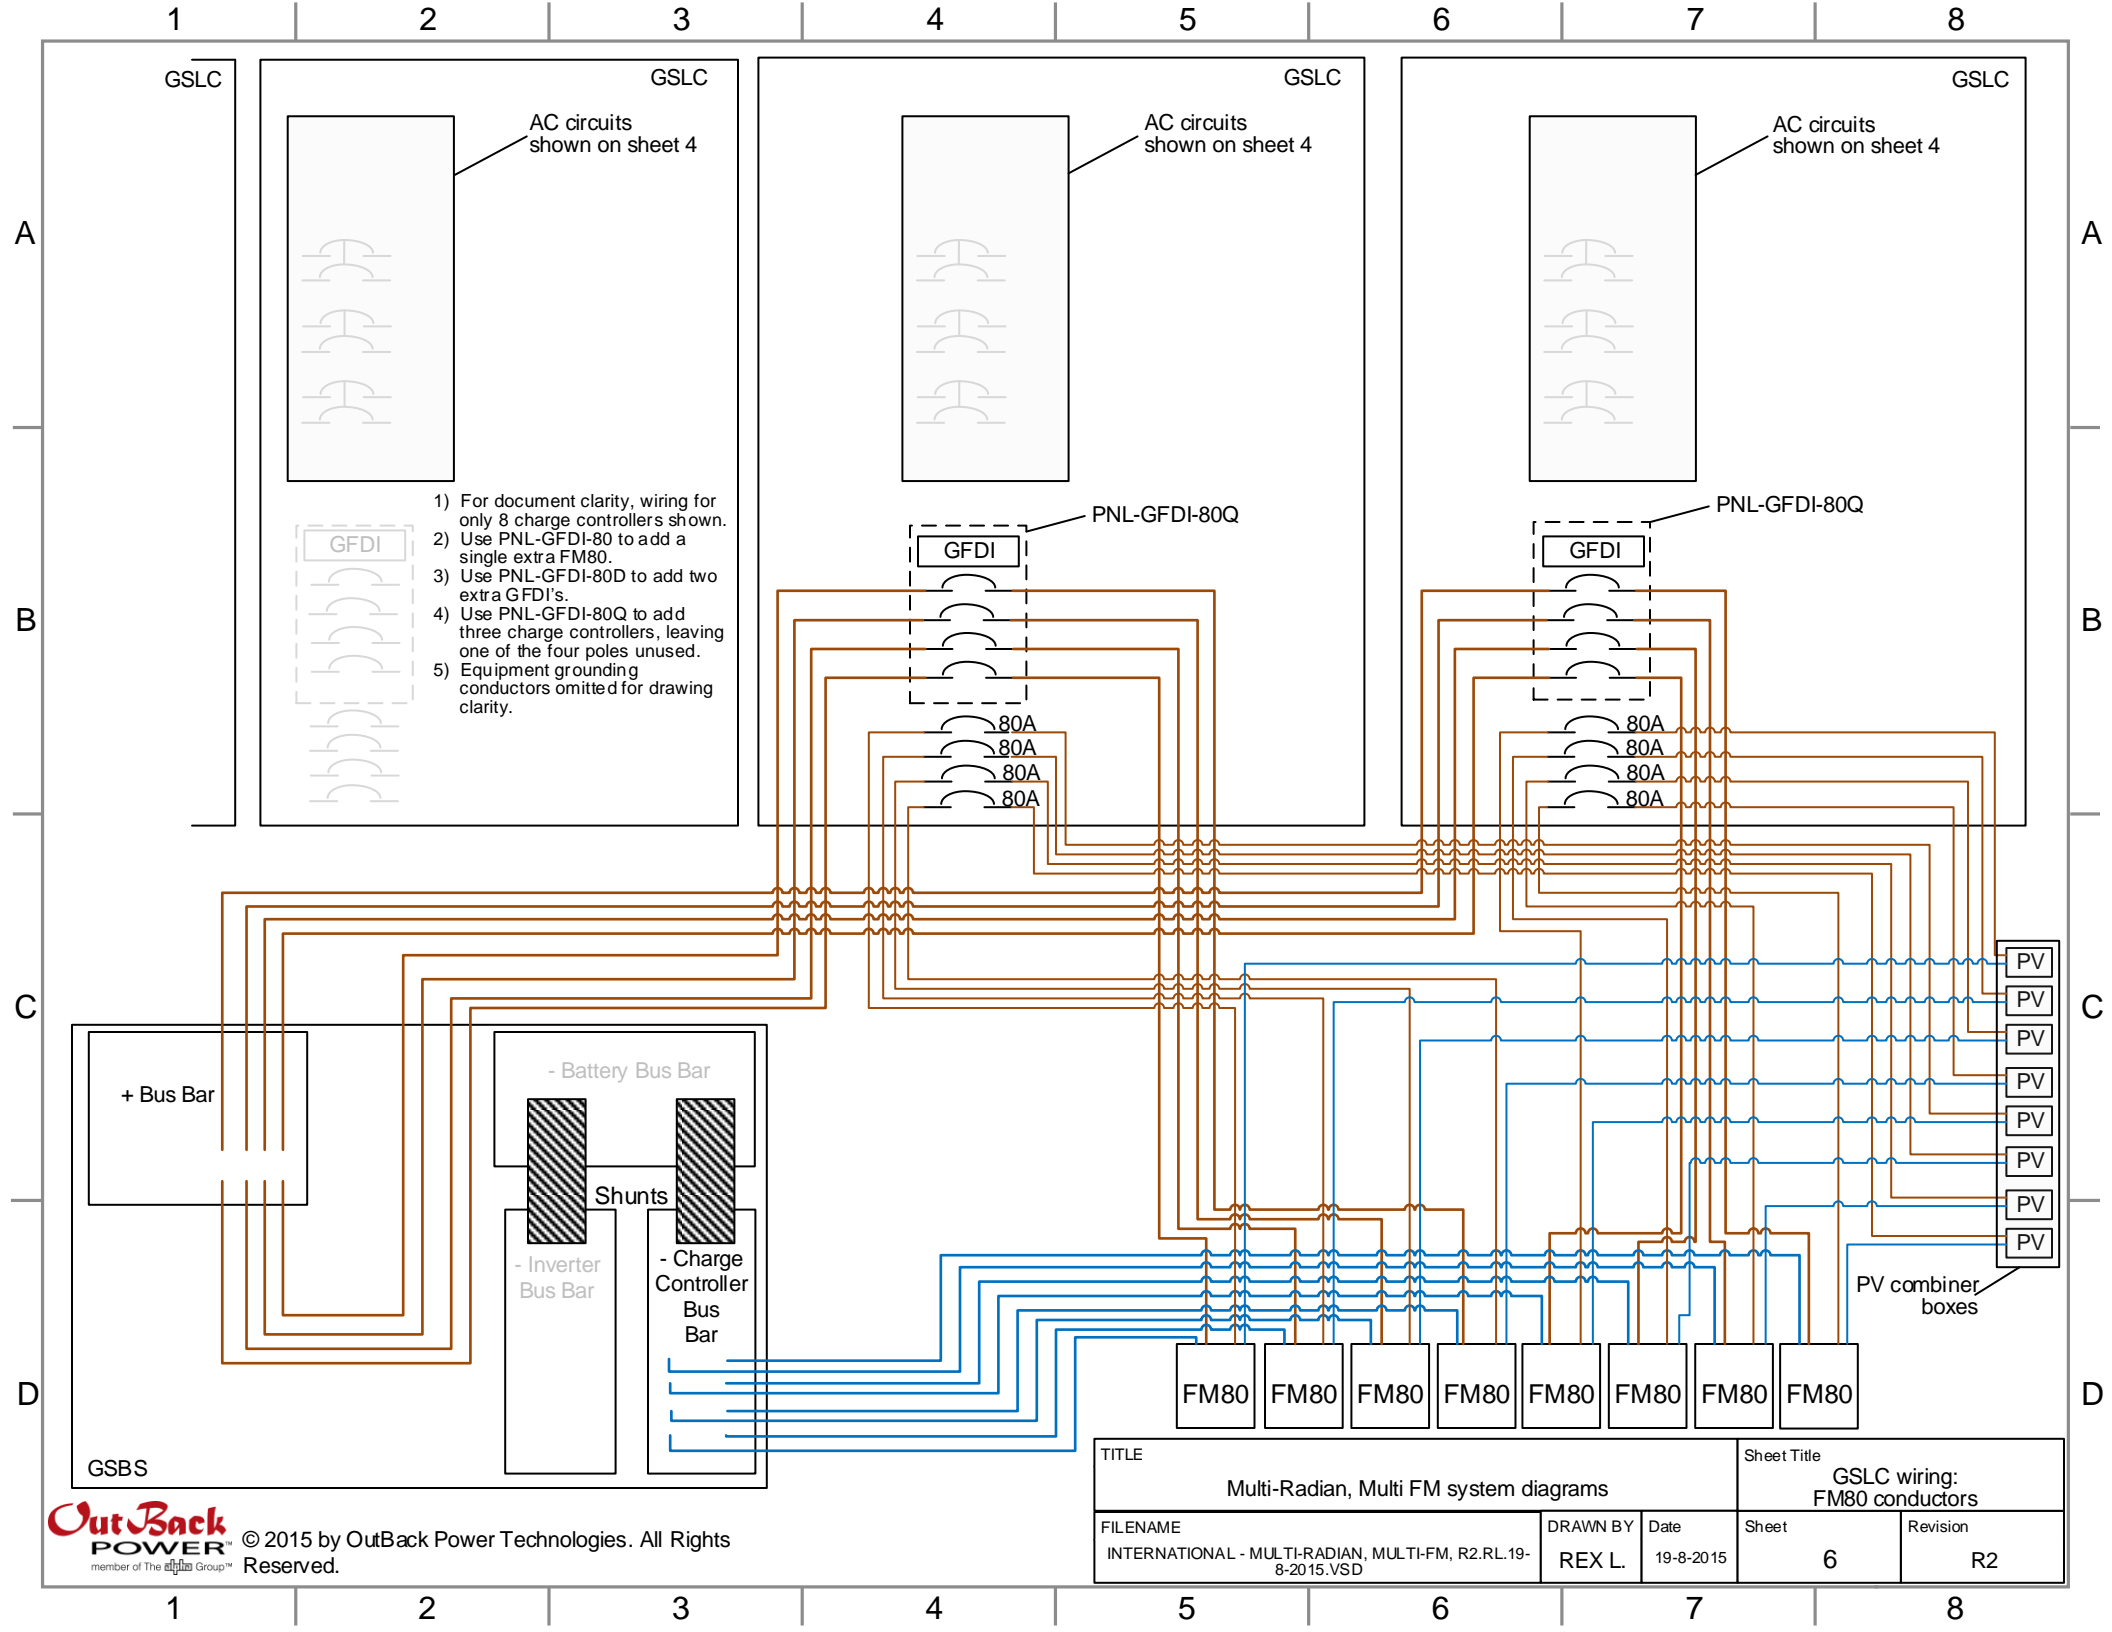 1 2 3 4 5 6 7 8
GSLC
GSLC
GSLC
GSLC
AC circuits
shown on sheet 4
AC circuits
shown on sheet 4
AC circuits
shown on sheet 4
A
A
1) For document clarity, wiring for
only 8 charge controllers shown.
2) Use PNL-GFDI-80 to add a
single extra FM80.
3) Use PNL-GFDI-80D to add two
extra GFDI's.
4) Use PNL-GFDI-80Q to add
three charge controllers, leaving
one of the four poles unused.
5) Equipment grounding
conductors omitted for drawing
clarity.
GFDI
PNL-GFDI-80Q
GFDI
PNL-GFDI-80Q
GFDI
B
B
80A
80A
80A
80A
80A
80A
80A
80A
C
C
PV
PV
PV
PV
PV
PV
PV
PV
PV combiner
boxes
+ Bus Bar
- Battery Bus Bar
Shunts
- Inverter
Bus Bar
- Charge
Controller
Bus
Bar
GSBS
D
D
FM80 FM80 FM80 FM80 FM80 FM80 FM80 FM80
TITLE
Multi-Radian, Multi FM system diagrams
Sheet Title
GSLC wiring:
FM80 conductors
FILENAME
INTERNATIONAL - MULTI-RADIAN, MULTI-FM, R2.RL.19-
8-2015.VSD
DRAWN BY
REX L.
Date
19-8-2015
Sheet
6
Revision
R2
OutBack
POWER™
member of The alpha Group™
© 2015 by OutBack Power Technologies. All Rights
Reserved.
1 2 3 4 5 6 7 8